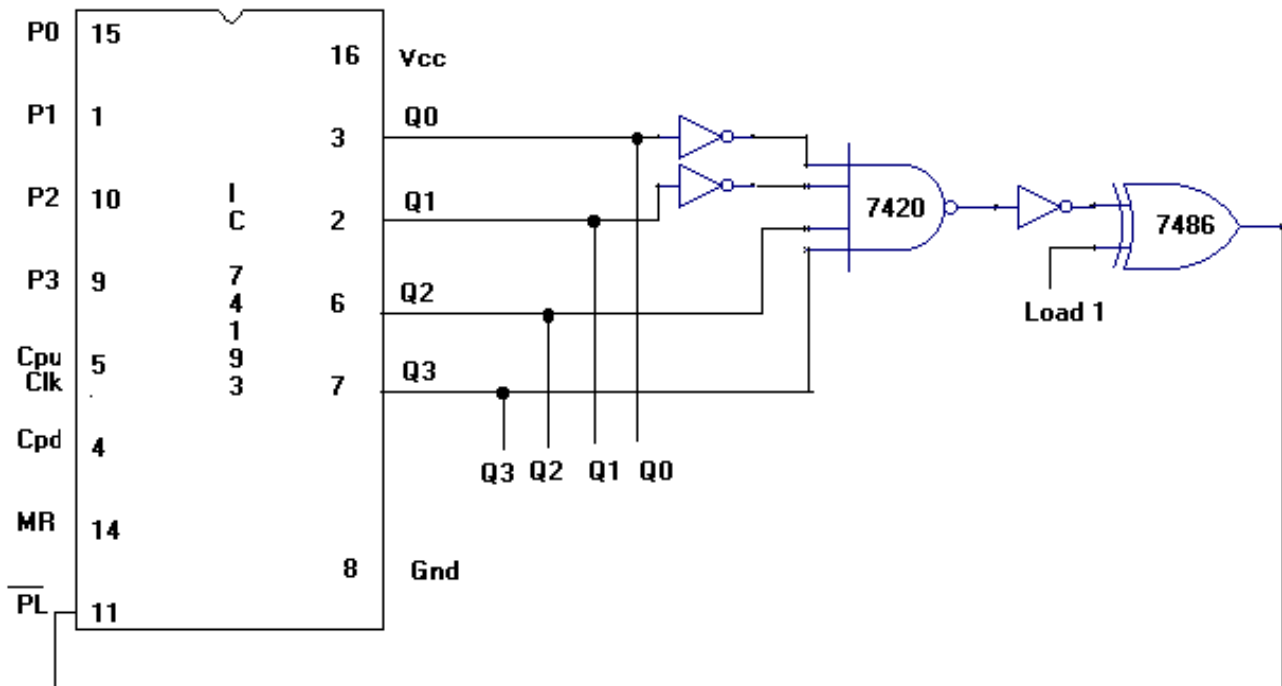 P0 15
16 Vcc
P1 1
3 Q0
P2 10
2 Q1
P3 9
6 Q2
Cpu 5
Clk
7 Q3
Cpd 4
MR 14
8 Gnd
PL 11
I
C
7
4
1
9
3
7420
7486
Load 1
Q3 Q2 Q1 Q0